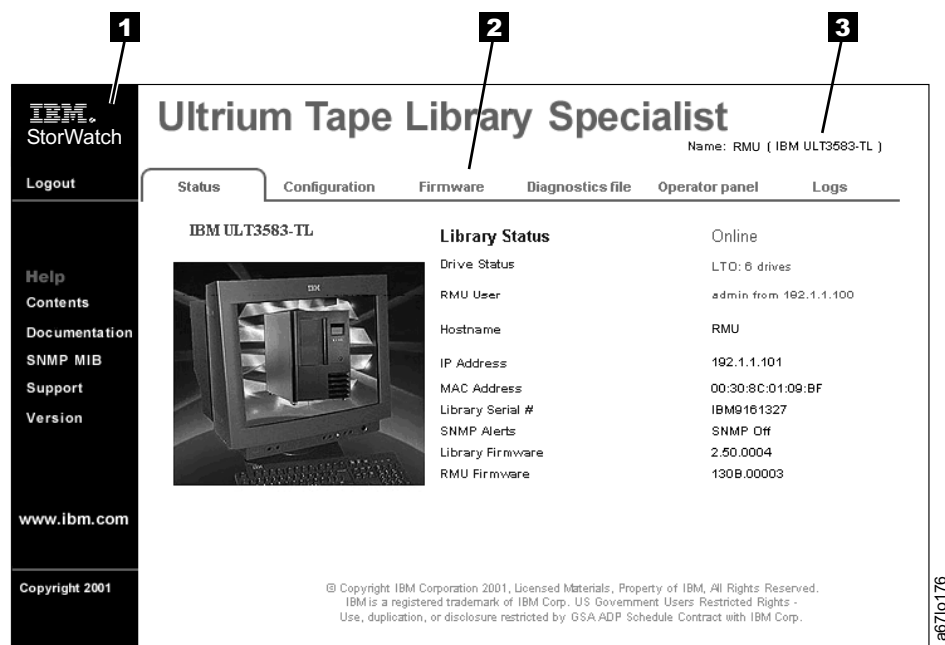 1 2 3
IBM.
StorWatch
Ultrium Tape Library Specialist
Name: RMU ( IBM ULT3583-TL )
Logout
Status Configuration Firmware Diagnostics file Operator panel Logs
IBM ULT3583-TL
Library Status Online
Drive Status LTO: 6 drives
RMU User admin from 192.1.1.100
Hostname RMU
IP Address 192.1.1.101
MAC Address 00:30:8C:01:09:BF
Library Serial # IBM9161327
SNMP Alerts SNMP Off
Library Firmware 2.50.0004
RMU Firmware 130B.00003
Help
Contents
Documentation
SNMP MIB
Support
Version
IBM
www.ibm.com
Copyright 2001
© Copyright IBM Corporation 2001, Licensed Materials, Property of IBM, All Rights Reserved.
IBM is a registered trademark of IBM Corp. US Government Users Restricted Rights -
Use, duplication, or disclosure restricted by GSA ADP Schedule Contract with IBM Corp.
a67lo176